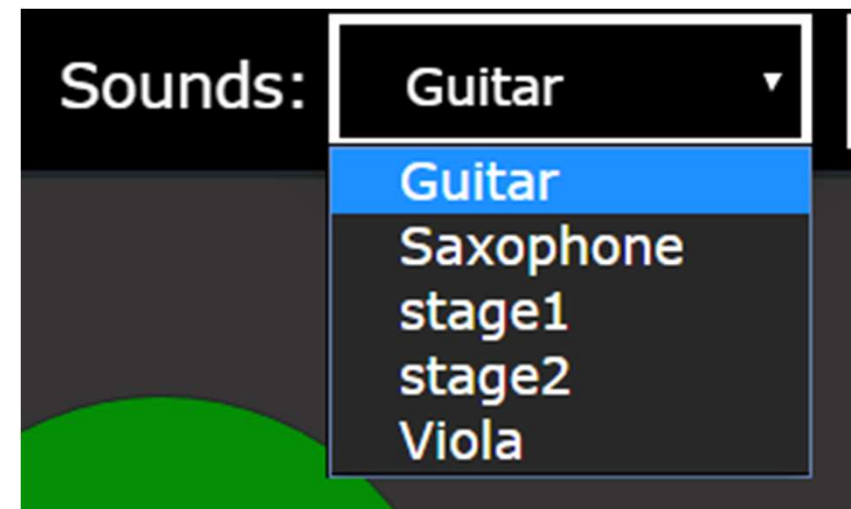 Sounds: Guitar
Guitar
Saxophone
stage1
stage2
Viola